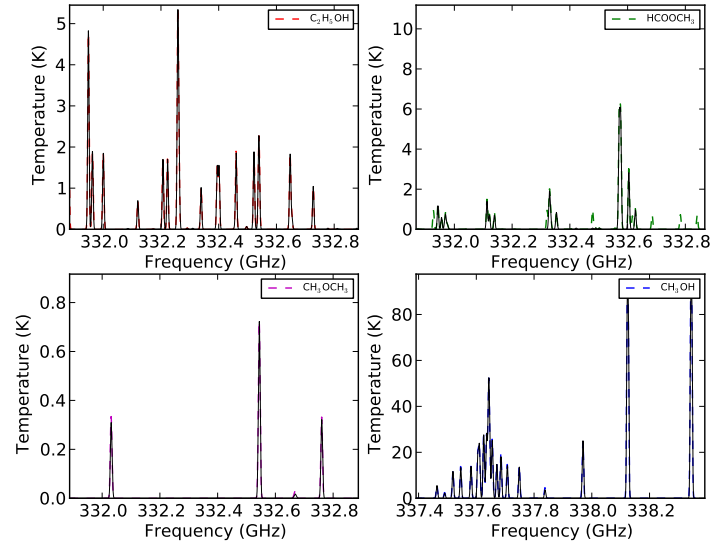 C₂H₅OH
Temperature (K)
5
4
3
2
1
0
332.0 332.2 332.4 332.6 332.8
Frequency (GHz)
HCOOCH₃
Temperature (K)
10
8
6
4
2
0
332.0 332.2 332.4 332.6 332.8
Frequency (GHz)
CH₃OCH₃
Temperature (K)
0.8
0.6
0.4
0.2
0.0
332.0 332.2 332.4 332.6 332.8
Frequency (GHz)
CH₃OH
Temperature (K)
80
60
40
20
0
337.4 337.6 337.8 338.0 338.2
Frequency (GHz)